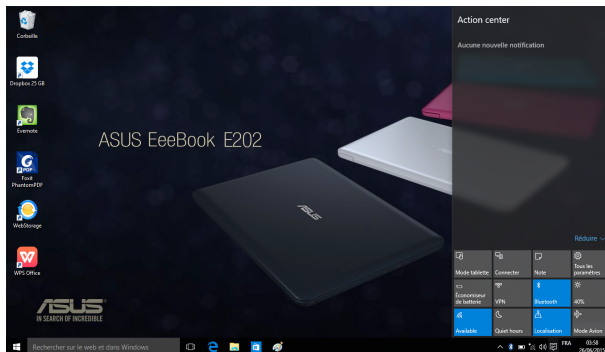 Corbeille
Dropbox 25 GB
Evernote
Foxit
PhantomPDF
WebStorage
WPS Office
ASUS EeeBook E202
ASUS
ASUS
IN SEARCH OF INCREDIBLE
Action center
Aucune nouvelle notification
Réduire
Mode tablette
Connecter
Note
Tous les
paramètres
Économiseur
de batterie
VPN
Bluetooth
40%
Available
Quiet hours
Localisation
Mode Avion
Rechercher sur le web et dans Windows
FRA
03:58